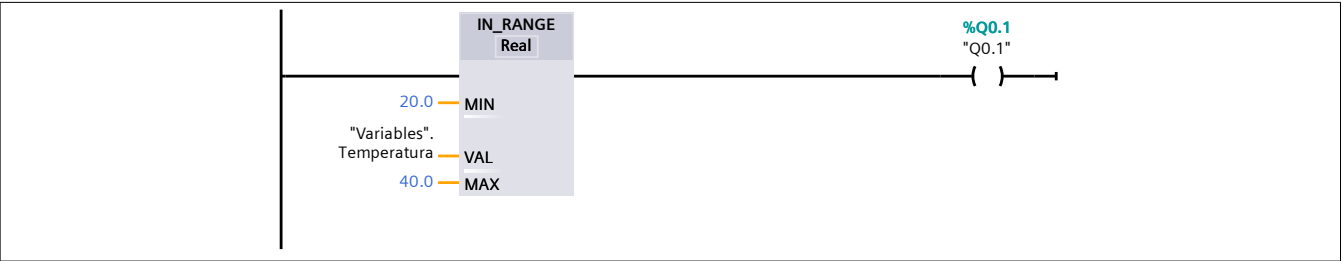 IN_RANGE
Real
%Q0.1
"Q0.1"
20.0
MIN
"Variables".
Temperatura
VAL
40.0
MAX